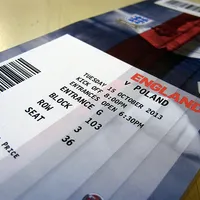 ENGLAND
V POLAND
TUESDAY 15 OCTOBER 2013
KICK OFF 8:00PM
ENTRANCES OPEN 6:30PM
ENTRANCE G
BLOCK 103
ROW 3
SEAT 36
PRICE